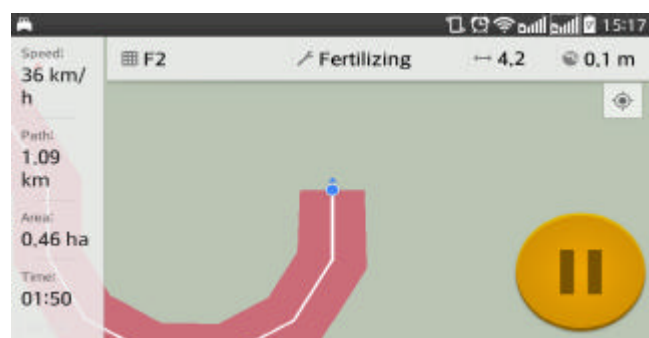 15:17
Speed:
36 km/
h
F2
Fertilizing
4,2
0,1 m
Path:
1.09
km
Area:
0.46 ha
Time:
01:50